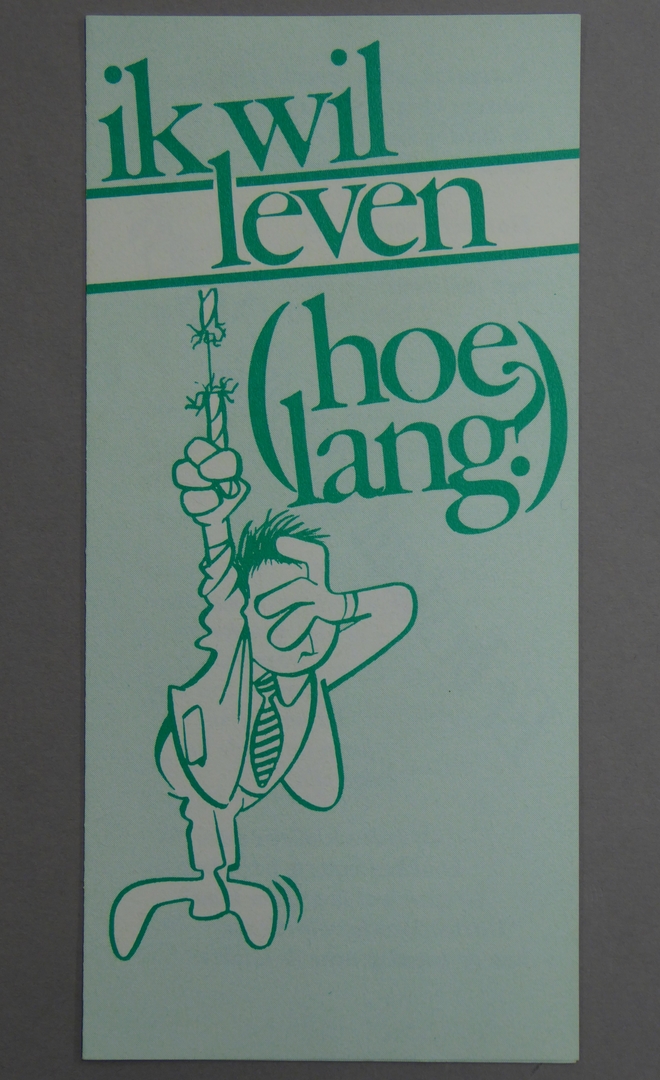 ik wil
leven
(hoe
lang?)